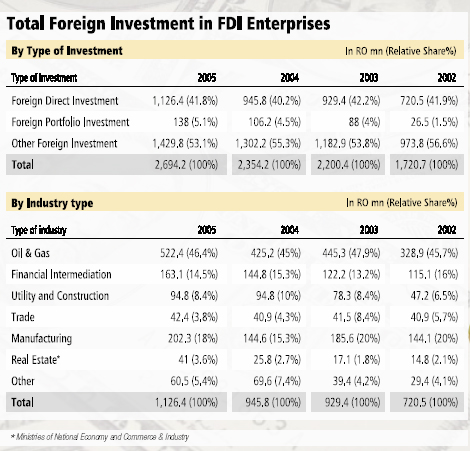 Total Foreign Investment in FDI Enterprises
By Type of Investment In RO mn (Relative Share%)
Type of Investment 2005 2004 2003 2002
Foreign Direct Investment 1,126.4 (41.8%) 945.8 (40.2%) 929.4 (42.2%) 720.5 (41.9%)
Foreign Portfolio Investment 138 (5.1%) 106.2 (4.5%) 88 (4%) 26.5 (1.5%)
Other Foreign Investment 1,429.8 (53.1%) 1,302.2 (55.3%) 1,182.9 (53.8%) 973.8 (56.6%)
Total 2,694.2 (100%) 2,354.2 (100%) 2,200.4 (100%) 1,720.7 (100%)
By Industry type In RO mn (Relative Share%)
Type of industry 2005 2004 2003 2002
Oil & Gas 522,4 (46,4%) 425,2 (45%) 445,3 (47,9%) 328,9 (45,7%)
Financial Intermediation 163.1 (14,5%) 144,8 (15.3%) 122.2 (13.2%) 115.1 (16%)
Utility and Construction 94.8 (8.4%) 94.8 (10%) 78.3 (8.4%) 47.2 (6.5%)
Trade 42,4 (3,8%) 40,9 (4,3%) 41,5 (8,4%) 40,9 (5,7%)
Manufacturing 202.3 (18%) 144.6 (15.3%) 185.6 (20%) 144.1 (20%)
Real Estate* 41 (3.6%) 25.8 (2.7%) 17.1 (1.8%) 14.8 (2.1%)
Other 60,5 (5,4%) 69,6 (7,4%) 39,4 (4,2%) 29,4 (4,1%)
Total 1,126.4 (100%) 945.8 (100%) 929.4 (100%) 720.5 (100%)
* Ministries of National Economy and Commerce & Industry